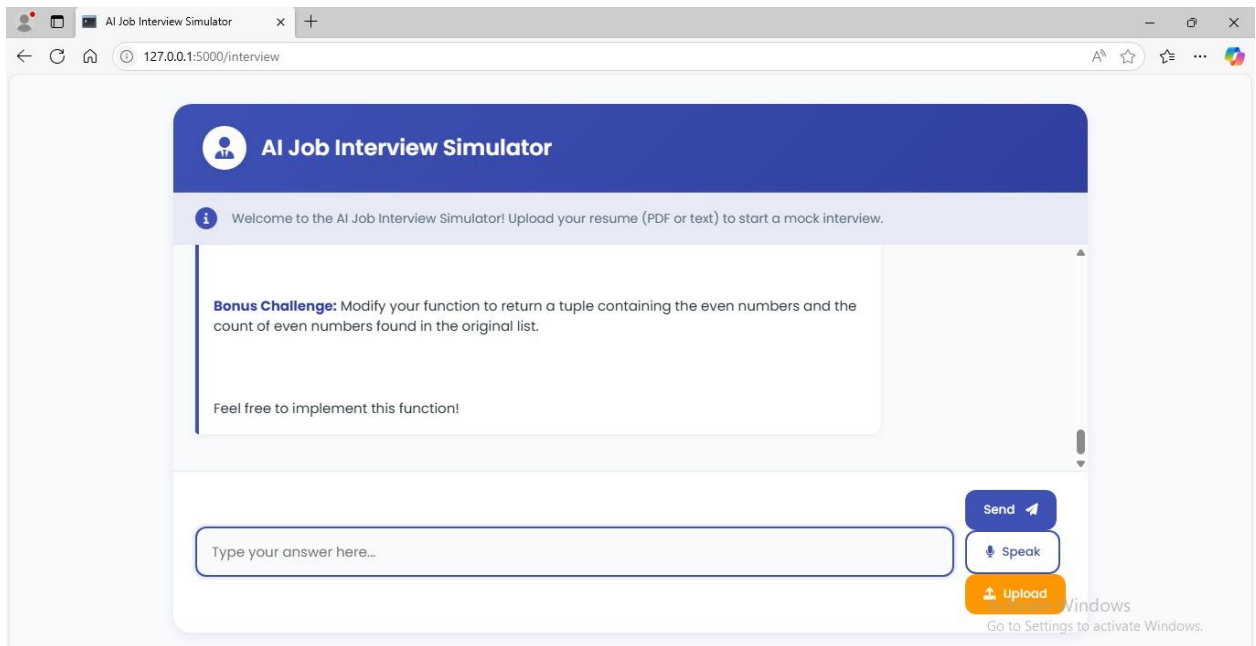 AI Job Interview Simulator
127.0.0.1:5000/interview
AI Job Interview Simulator
Welcome to the AI Job Interview Simulator! Upload your resume (PDF or text) to start a mock interview.
Bonus Challenge: Modify your function to return a tuple containing the even numbers and the
count of even numbers found in the original list.
Feel free to implement this function!
Send
Type your answer here...
Speak
Upload
Windows
Go to Settings to activate Windows.